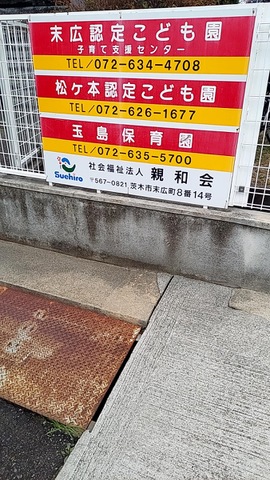 末広認定こども園
子育て支援センター
TEL/072-634-4708
松ケ本認定こども園
TEL/072-626-1677
玉島保育園
TEL/072-635-5700
Suehiro
社会福祉法人 親和会
〒567-0821,茨木市末広町8番14号